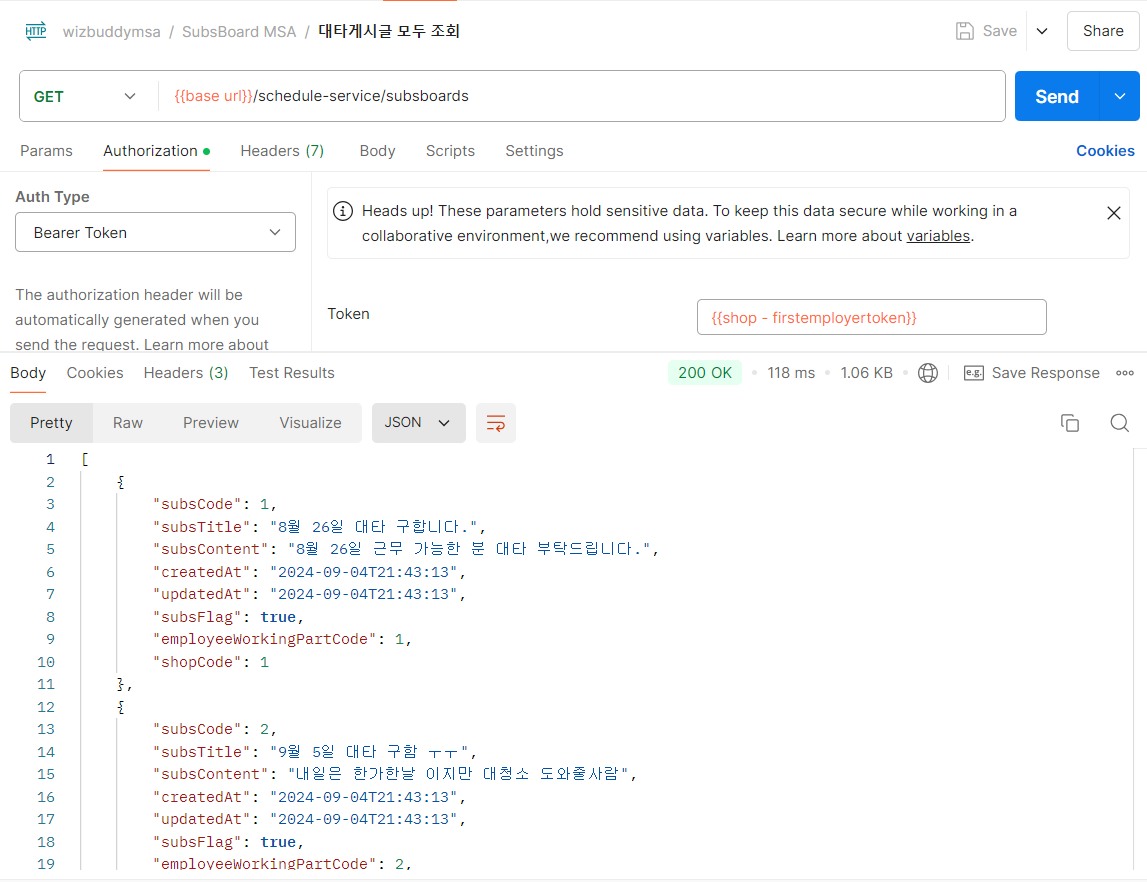 HTTP wizbuddymsa / SubsBoard MSA / 대타게시글 모두 조회 Save Share
GET {{base url}}/schedule-service/subsboards Send
Params Authorization Headers (7) Body Scripts Settings Cookies
Auth Type
Bearer Token
The authorization header will be
automatically generated when you
send the request. Learn more about
Heads up! These parameters hold sensitive data. To keep this data secure while working in a
collaborative environment,we recommend using variables. Learn more about variables.
Token {{shop - firstemployertoken}}
Body Cookies Headers (3) Test Results 200 OK 118 ms 1.06 KB e.g. Save Response
Pretty Raw Preview Visualize JSON
1 [
2 {
3 "subsCode": 1,
4 "subsTitle": "8월 26일 대타 구합니다.",
5 "subsContent": "8월 26일 근무 가능한 분 대타 부탁드립니다.",
6 "createdAt": "2024-09-04T21:43:13",
7 "updatedAt": "2024-09-04T21:43:13",
8 "subsFlag": true,
9 "employeeWorkingPartCode": 1,
10 "shopCode": 1
11 },
12 {
13 "subsCode": 2,
14 "subsTitle": "9월 5일 대타 구함 ㅜㅜ",
15 "subsContent": "내일은 한가한날 이지만 대청소 도와줄사람",
16 "createdAt": "2024-09-04T21:43:13",
17 "updatedAt": "2024-09-04T21:43:13",
18 "subsFlag": true,
19 "employeeWorkingPartCode": 2,